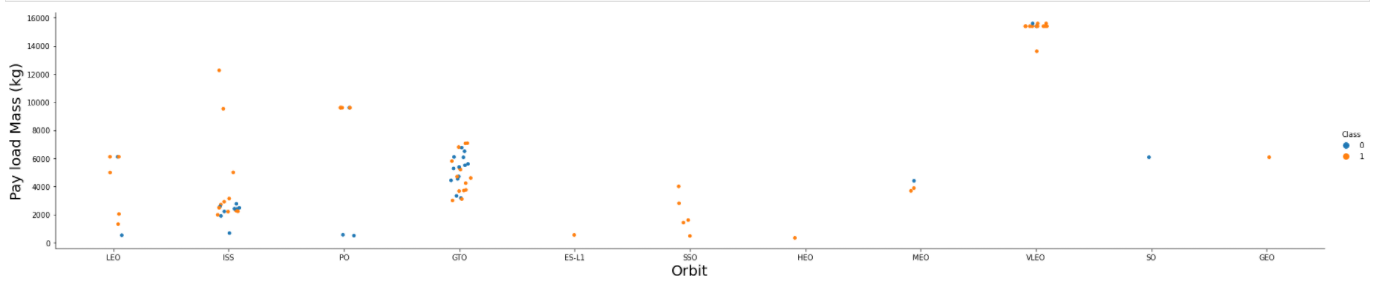 Pay load Mass (kg)
16000
14000
12000
10000
8000
6000
4000
2000
0
LEO ISS PO GTO ES-L1 SSO HEO MEO VLEO SO GEO
Orbit
Class
0
1